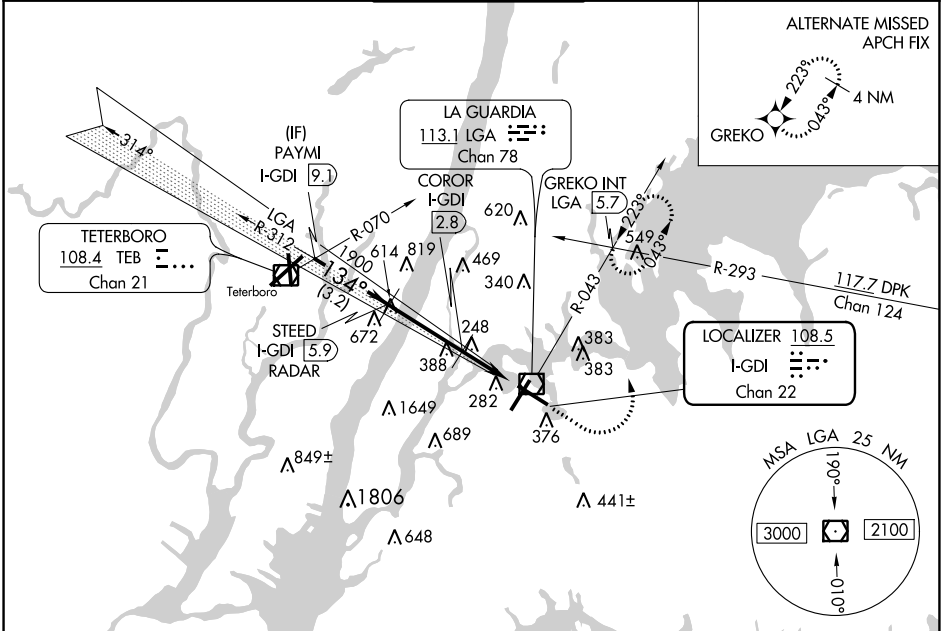 ALTERNATE MISSED
APCH FIX
223°
043°
4 NM
GREKO
314°
(IF)
PAYMI
I-GDI 9.1
LA GUARDIA
113.1 LGA
Chan 78
COROR
I-GDI
2.8
GREKO INT
LGA 5.7
223°
043°
620
549
LGA
R-312
R-070
TETERBORO
108.4 TEB
Chan 21
Teterboro
1900
134°
(3.2)
614
819
469
340
R-043
R-293
117.7 DPK
Chan 124
STEED
I-GDI 5.9
RADAR
672
248
388
383
383
282
LOCALIZER 108.5
I-GDI
Chan 22
1649
689
376
849±
1806
441±
648
MSA LGA 25 NM
190°
3000
2100
010°